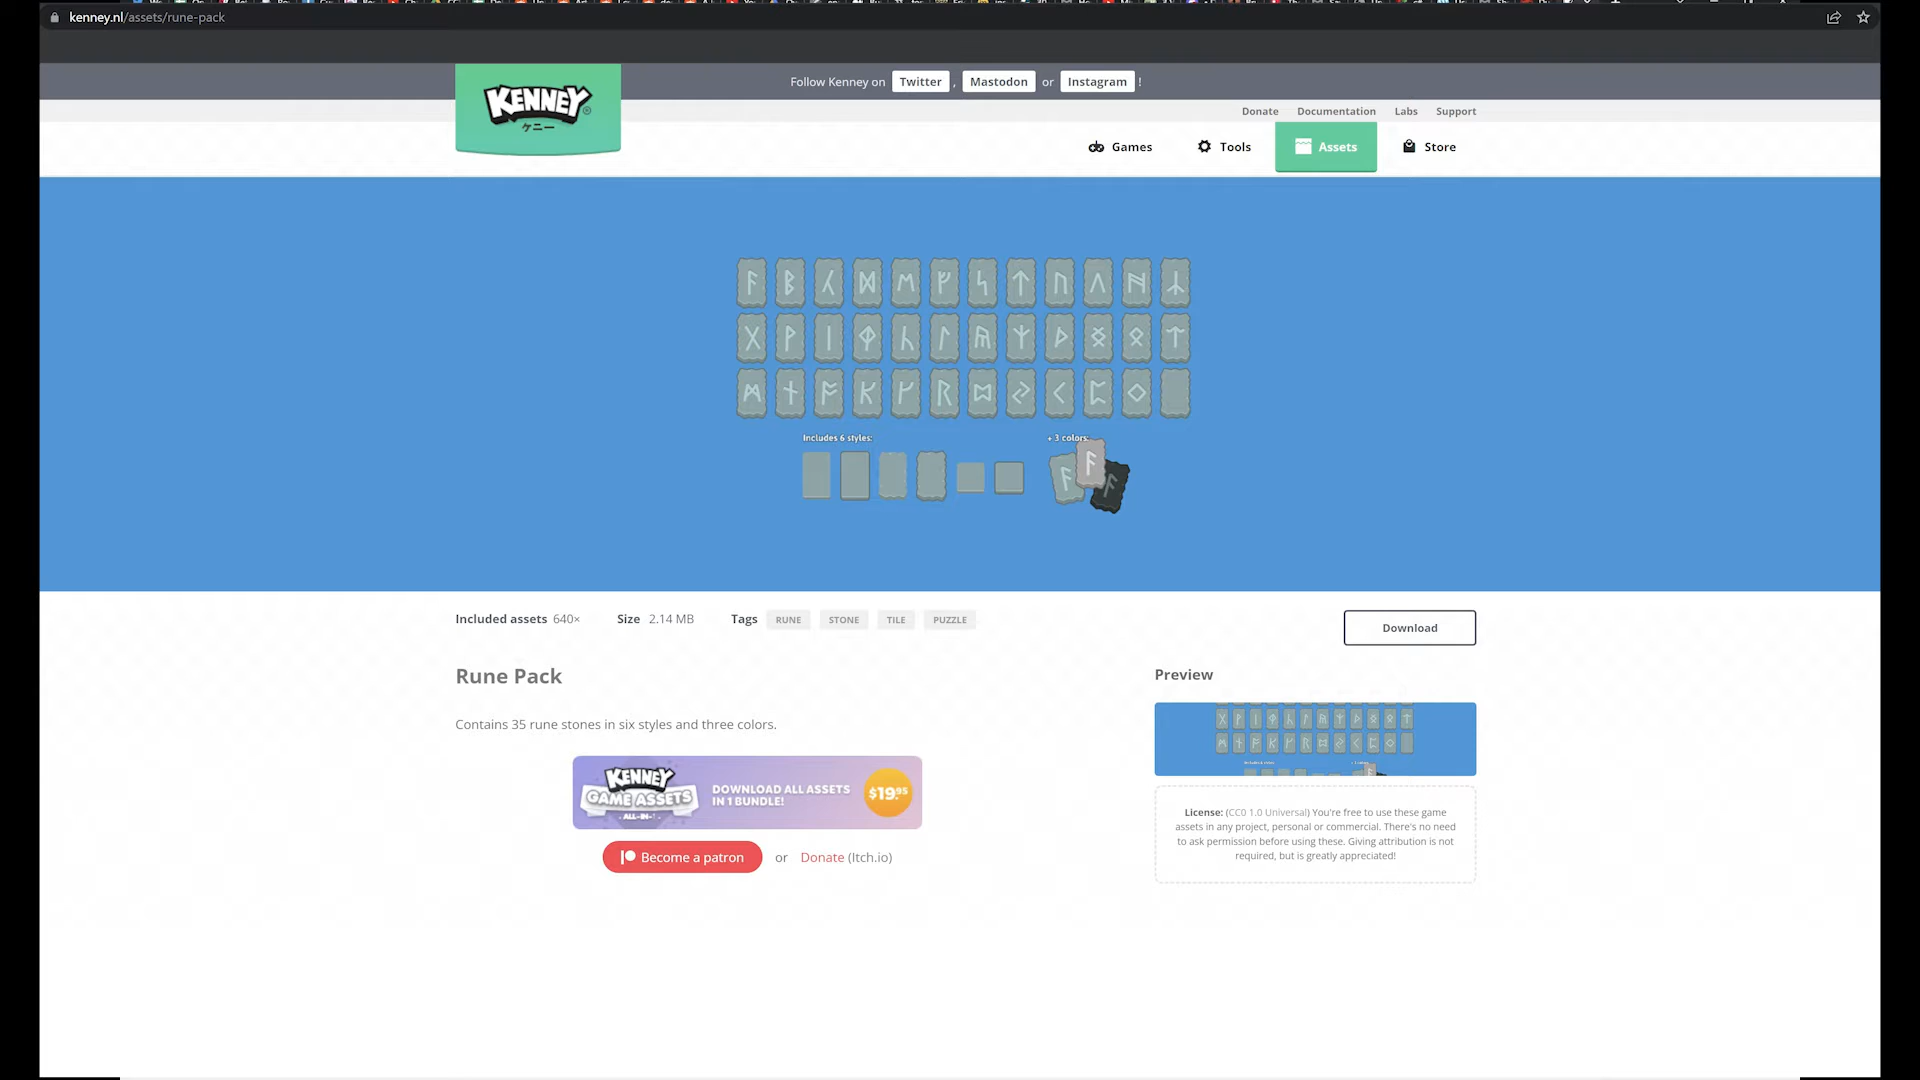 kenney.nl/assets/rune-pack
Follow Kenney on Twitter , Mastodon or Instagram !
KENNEY
ケニー
Donate Documentation Labs Support
Games Tools Assets Store
Includes 6 styles:
+ 3 colors:
Included assets 640× Size 2.14 MB Tags RUNE STONE TILE PUZZLE
Download
Rune Pack
Contains 35 rune stones in six styles and three colors.
KENNEY
GAME ASSETS
ALL-IN-1
DOWNLOAD ALL ASSETS
IN 1 BUNDLE!
$19.95
Become a patron or Donate (Itch.io)
Preview
License: (CC0 1.0 Universal) You're free to use these game
assets in any project, personal or commercial. There's no need
to ask permission before using these. Giving attribution is not
required, but is greatly appreciated!